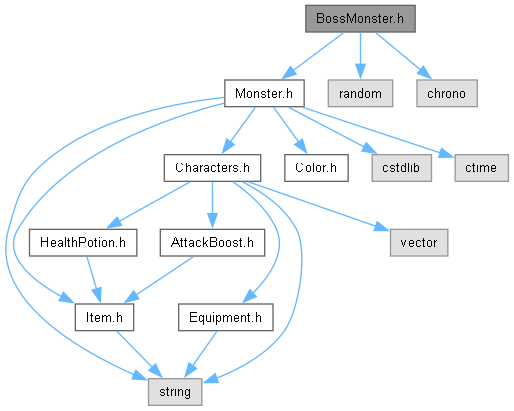 BossMonster.h
Monster.h
random
chrono
Characters.h
Color.h
cstdlib
ctime
HealthPotion.h
AttackBoost.h
vector
Item.h
Equipment.h
string